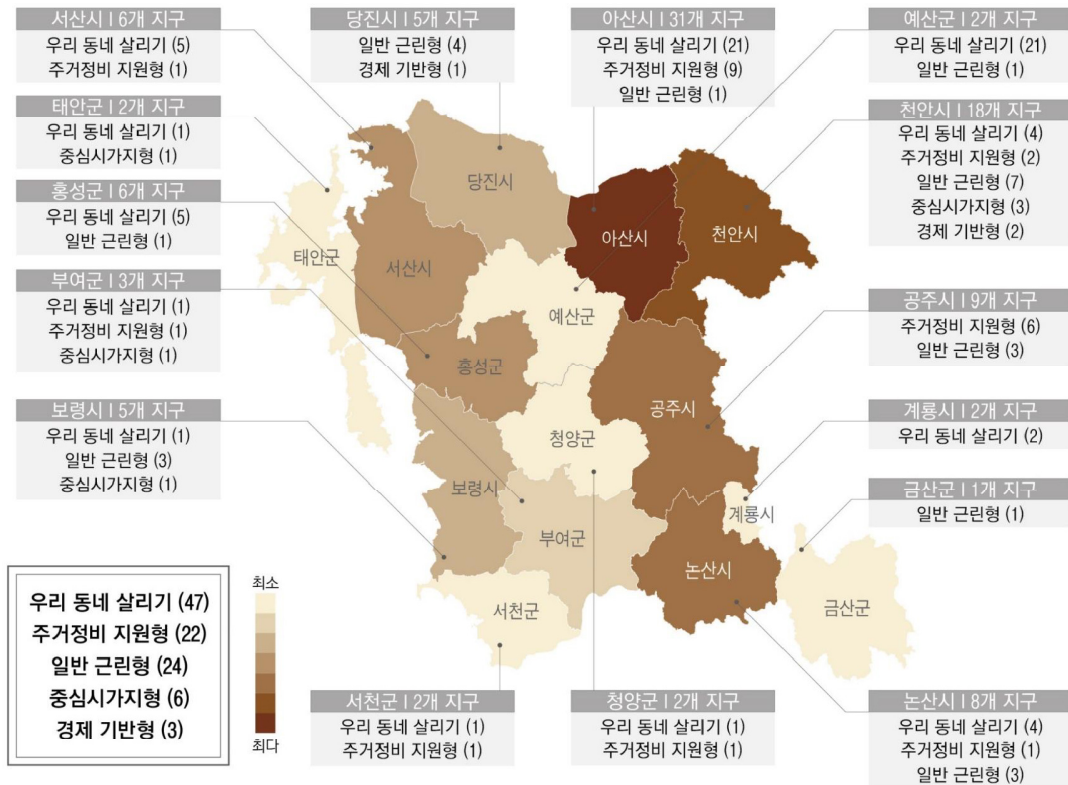 서산시 I 6개 지구
우리 동네 살리기 (5)
주거정비 지원형 (1)
당진시 I 5개 지구
일반 근린형 (4)
경제 기반형 (1)
아산시 I 31개 지구
우리 동네 살리기 (21)
주거정비 지원형 (9)
일반 근린형 (1)
예산군 I 2개 지구
우리 동네 살리기 (21)
일반 근린형 (1)
태안군 I 2개 지구
우리 동네 살리기 (1)
중심시가지형 (1)
천안시 I 18개 지구
우리 동네 살리기 (4)
주거정비 지원형 (2)
일반 근린형 (7)
중심시가지형 (3)
경제 기반형 (2)
홍성군 I 6개 지구
우리 동네 살리기 (5)
일반 근린형 (1)
부여군 I 3개 지구
우리 동네 살리기 (1)
주거정비 지원형 (1)
중심시가지형 (1)
공주시 I 9개 지구
주거정비 지원형 (6)
일반 근린형 (3)
보령시 I 5개 지구
우리 동네 살리기 (1)
일반 근린형 (3)
중심시가지형 (1)
계룡시 I 2개 지구
우리 동네 살리기 (2)
금산군 I 1개 지구
일반 근린형 (1)
당진시
아산시
천안시
태안군
서산시
예산군
홍성군
공주시
청양군
보령시
계룡시
부여군
논산시
서천군
금산군
우리 동네 살리기 (47)
주거정비 지원형 (22)
일반 근린형 (24)
중심시가지형 (6)
경제 기반형 (3)
최소
최다
서천군 I 2개 지구
우리 동네 살리기 (1)
주거정비 지원형 (1)
청양군 I 2개 지구
우리 동네 살리기 (1)
주거정비 지원형 (1)
논산시 I 8개 지구
우리 동네 살리기 (4)
주거정비 지원형 (1)
일반 근린형 (3)